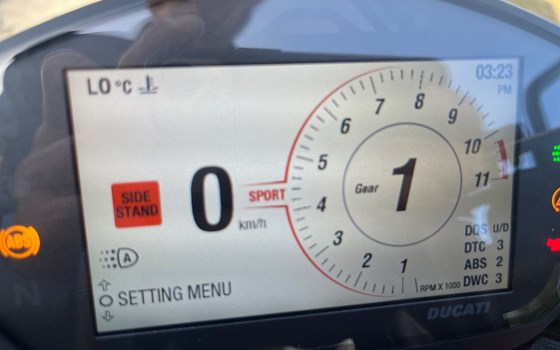 LO °C
03:23
PM
SIDE
STAND
0
km/h
SPORT
1
2
3
4
5
6
7
8
9
10
11
Gear 1
RPM X 1000
DQS U/D
DTC 3
ABS 2
DWC 3
A
SETTING MENU
ABS
N
DUCATI